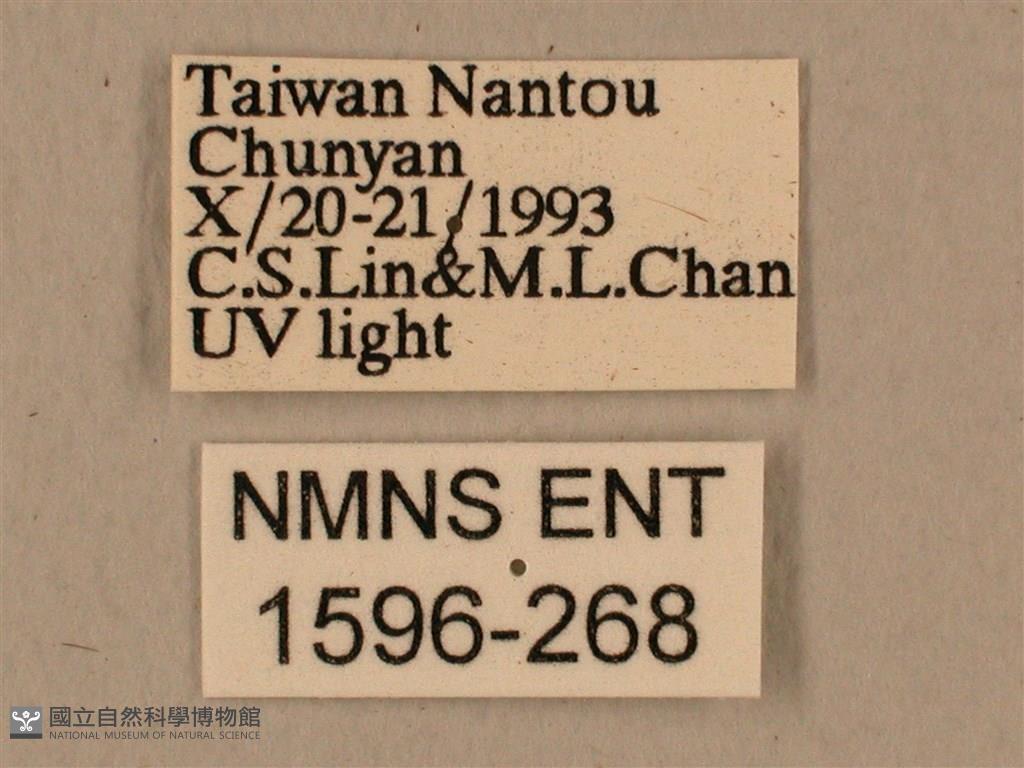 Taiwan Nantou
Chunyan
X/20-21/1993
C.S.Lin&M.L.Chan
UV light
NMNS ENT
1596-268
國立自然科學博物館
NATIONAL MUSEUM OF NATURAL SCIENCE